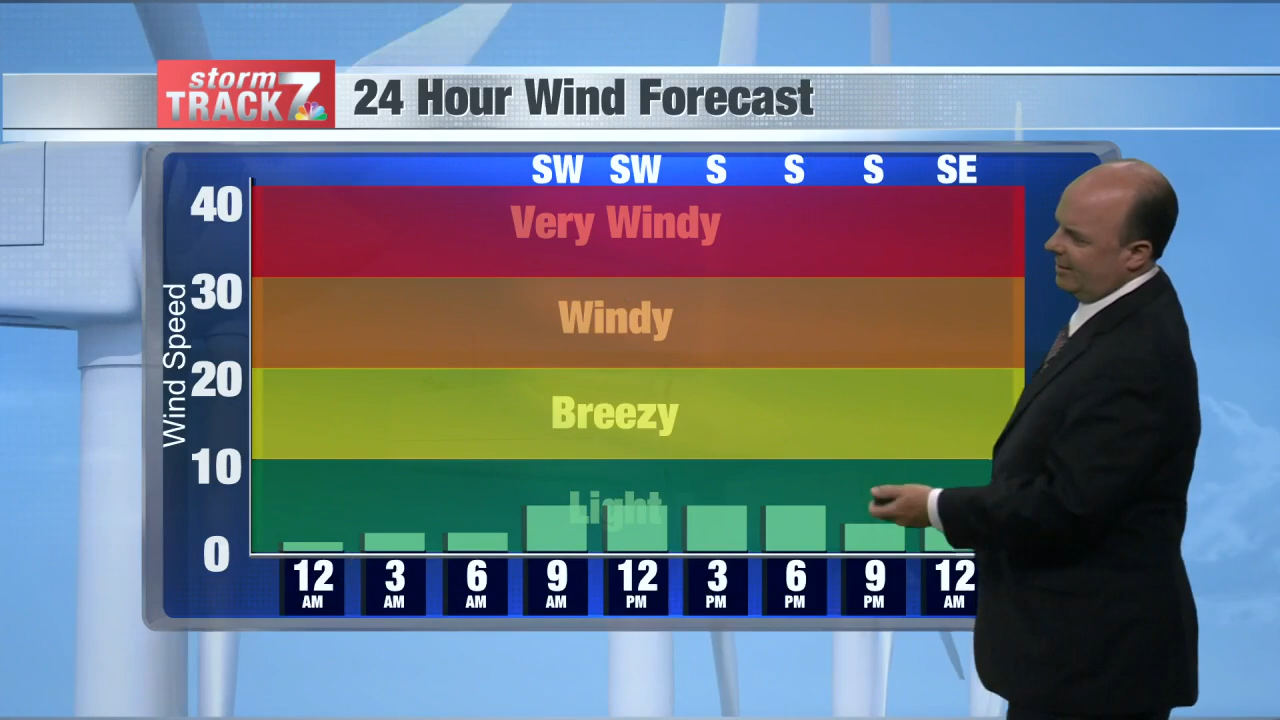 storm
TRACK 7
24 Hour Wind Forecast
SW SW S S S SE
40
Very Windy
30
Windy
Wind Speed
20
Breezy
10
Light
0
12 3 6 9 12 3 6 9 12
AM AM AM AM PM PM PM PM AM